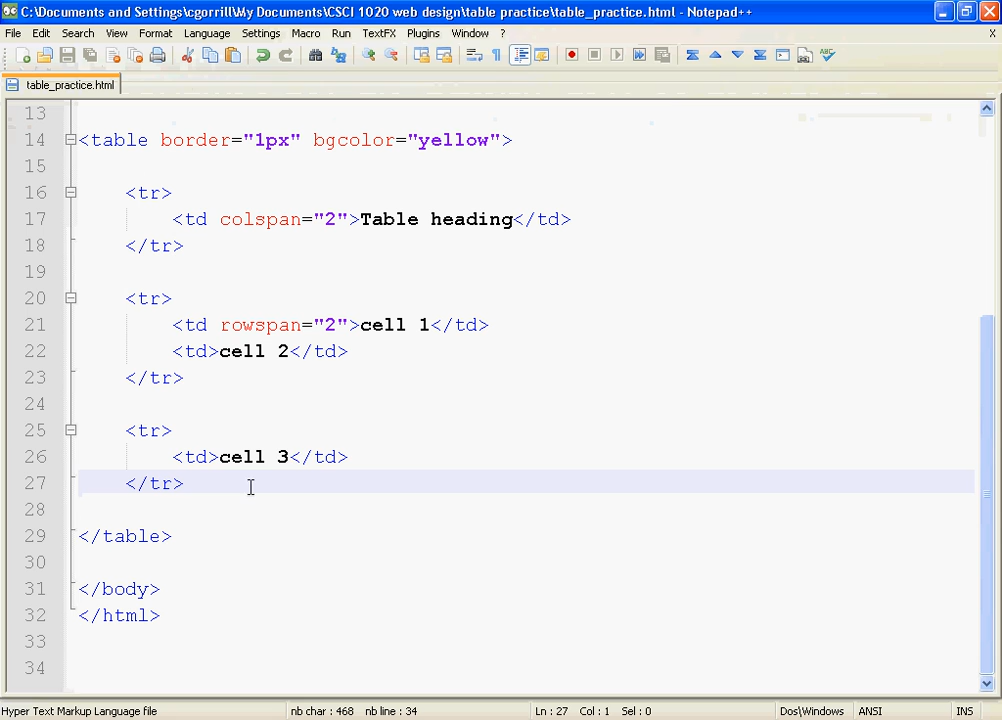 C:\Documents and Settings\cgorrill\My Documents\CSCI 1020 web design\table practice\table_practice.html - Notepad++
File Edit Search View Format Language Settings Macro Run TextFX Plugins Window ? X
table_practice.html
13
14 <table border="1px" bgcolor="yellow">
15
16 <tr>
17 <td colspan="2">Table heading</td>
18 </tr>
19
20 <tr>
21 <td rowspan="2">cell 1</td>
22 <td>cell 2</td>
23 </tr>
24
25 <tr>
26 <td>cell 3</td>
27 </tr>
28
29 </table>
30
31 </body>
32 </html>
33
34
Hyper Text Markup Language file nb char : 468 nb line : 34 Ln : 27 Col : 1 Sel : 0 Dos\Windows ANSI INS